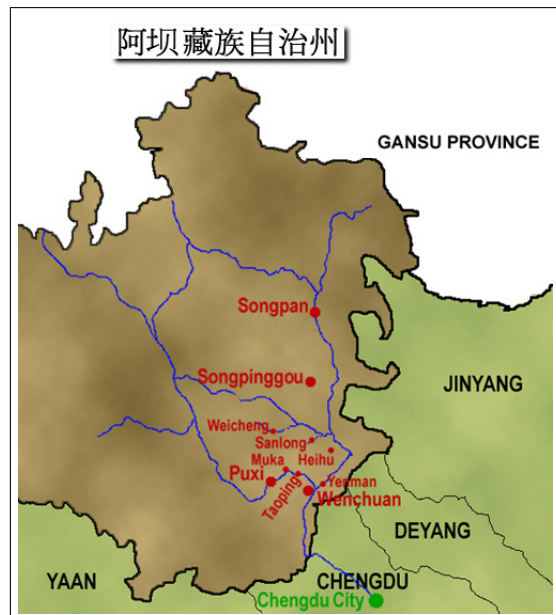 阿坝藏族自治州
GANSU PROVINCE
Songpan
Songpinggou
JINYANG
Weicheng
Sanlong
Heihu
Muka
Puxi
Taoping
Yenman
Wenchuan
DEYANG
YAAN
CHENGDU
Chengdu City